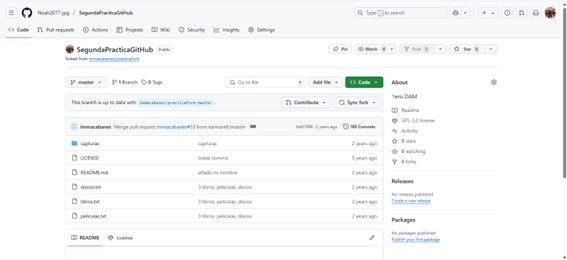 Noah2077-jpg / SegundaPracticaGitHub
Type / to search
Code Pull requests Actions Projects Wiki Security Insights Settings
SegundaPracticaGitHub Public
forked from inmacabanes/practicafork
Pin Watch 0 Fork 0 Star 0
master 1 Branch 0 Tags
Go to file t Add file Code
This branch is up to date with inmacabanes/practicafork:master.
Contribute Sync fork
inmacabanes Merge pull request inmacabanes#53 from karmarell/master
2 years ago 180 Commits
capturas capturas 2 years ago
LICENSE Initial commit 5 years ago
README.md añado mi nombre 2 years ago
discos.txt 3 libros, peliculas, discos 2 years ago
libros.txt 3 libros, peliculas, discos 2 years ago
peliculas.txt 3 libros, peliculas, discos 2 years ago
README License
About
1ero DAM
Readme
GPL-3.0 license
Activity
0 stars
0 watching
0 forks
Releases
No releases published
Create a new release
Packages
No packages published
Publish your first package